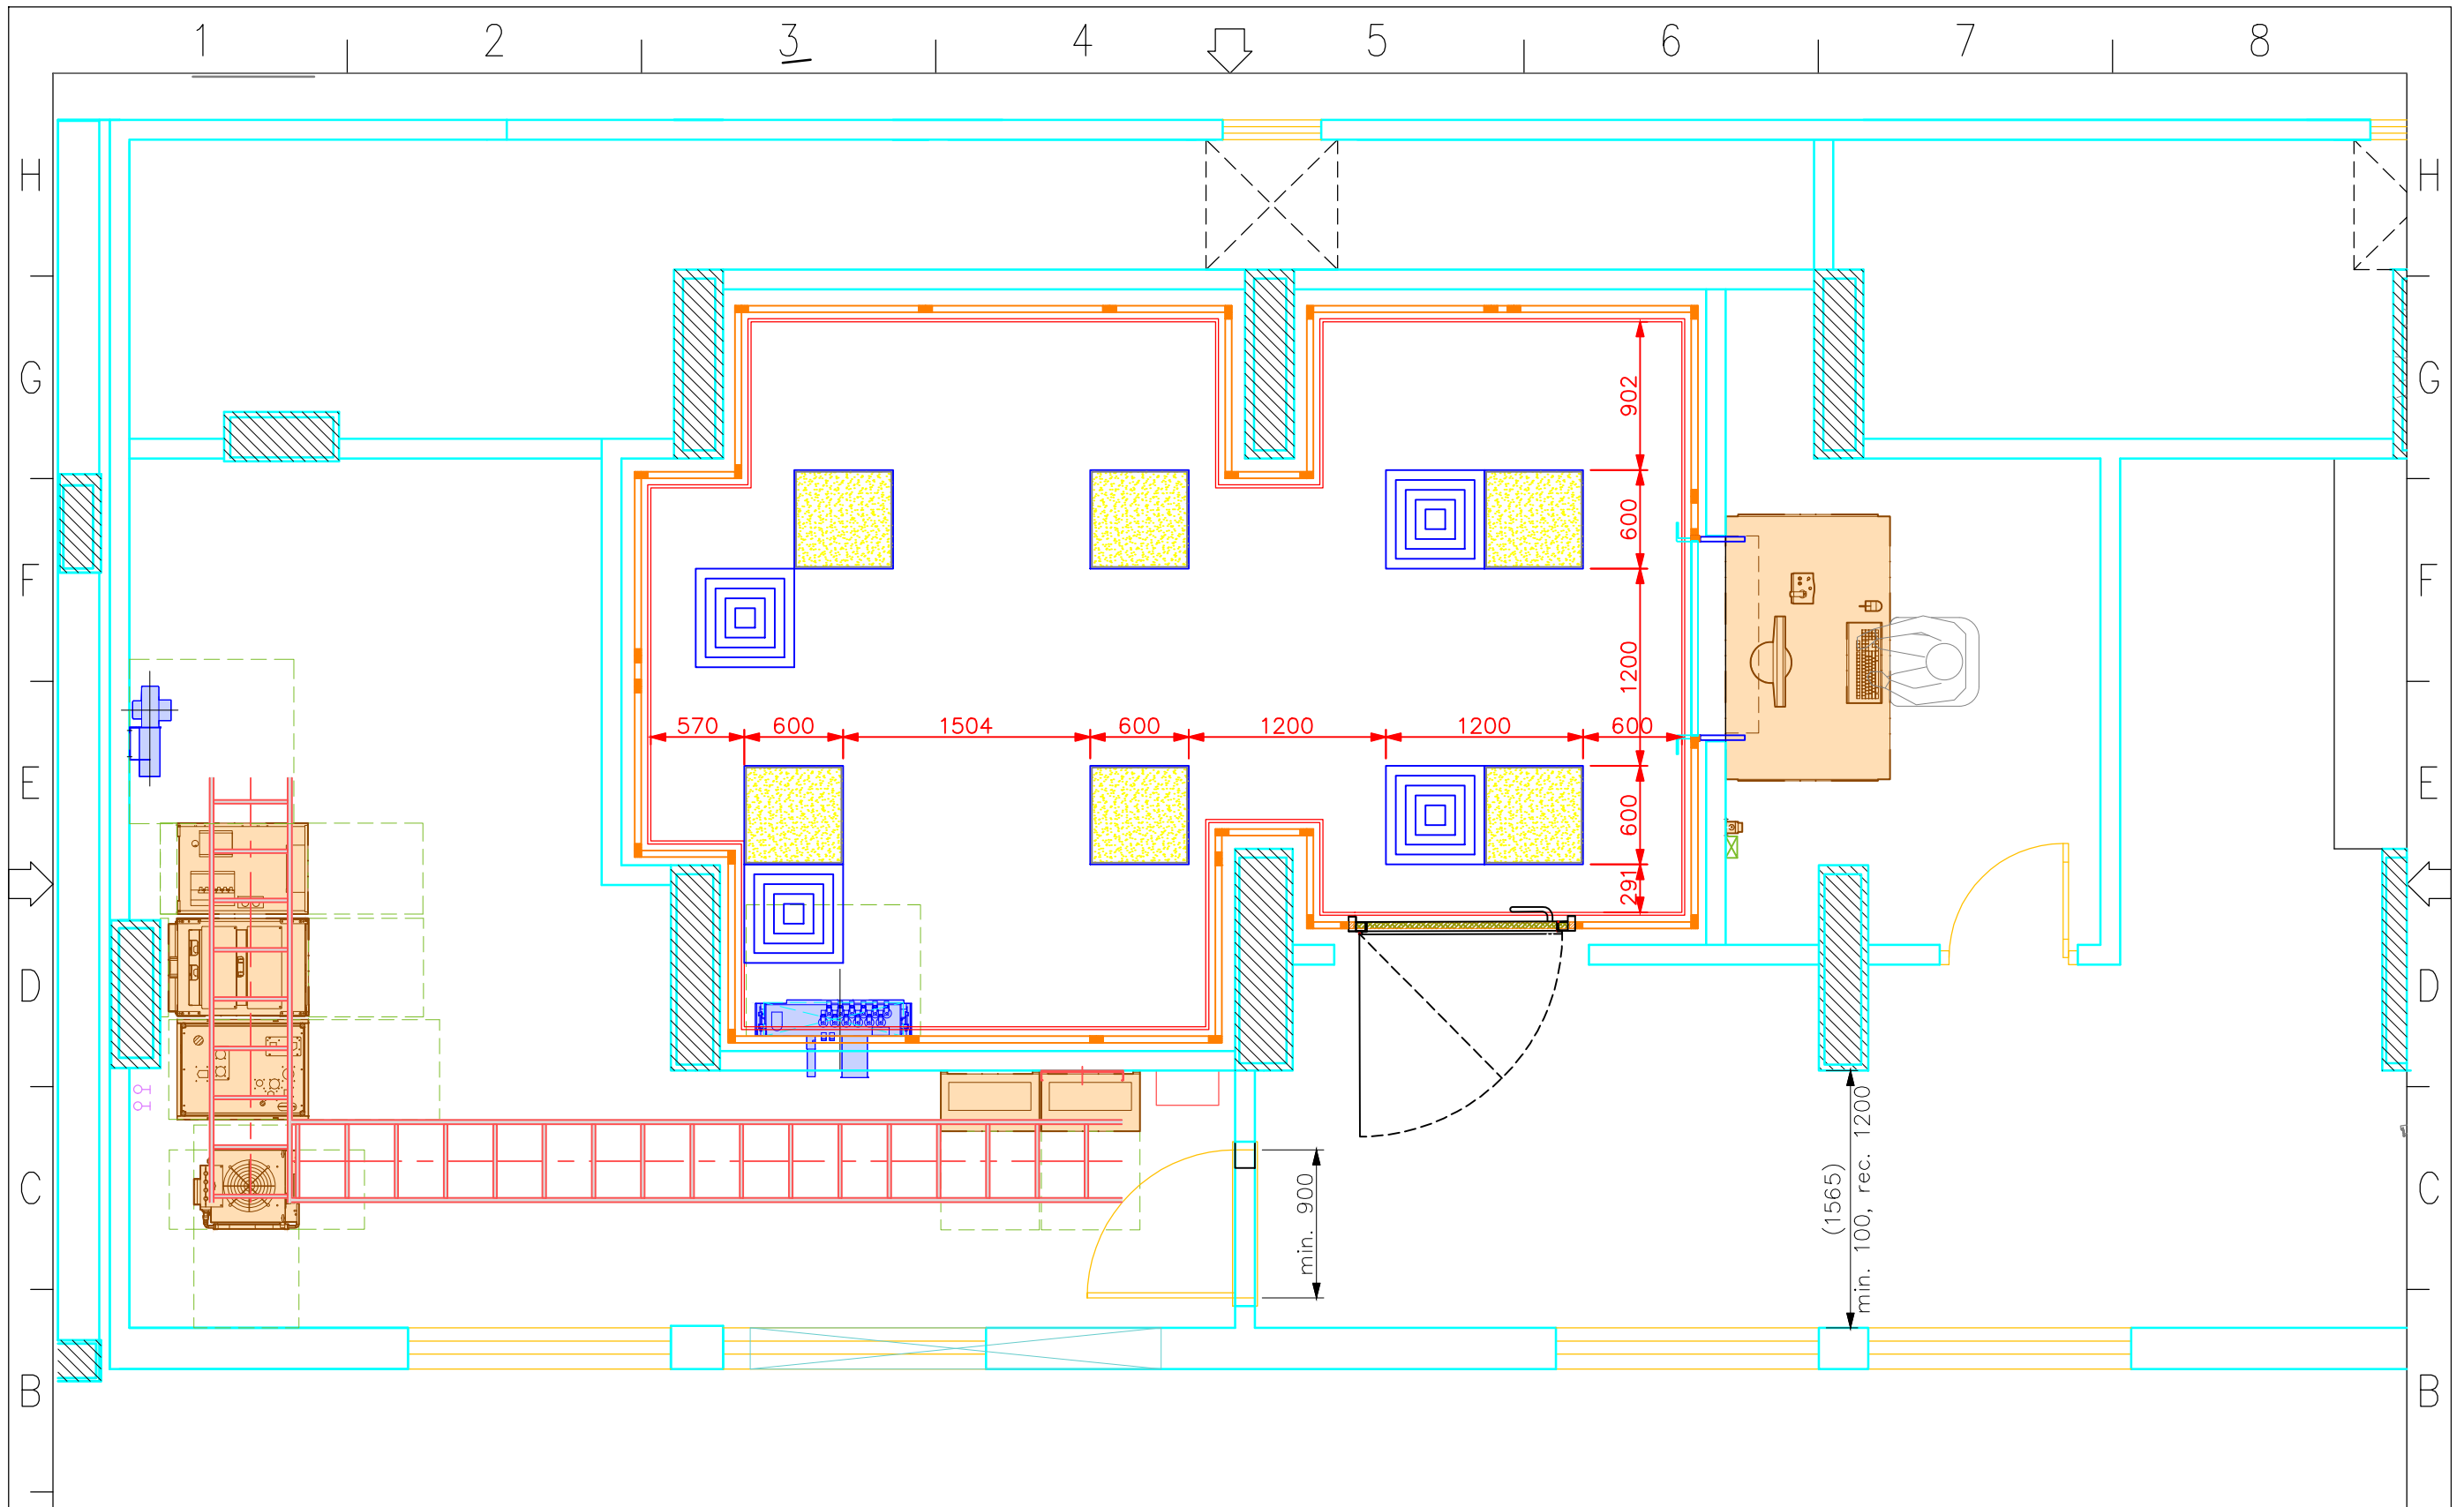 1 2 3 4 5 6 7 8
H H
G G
902
F F
600
1200
570 600 1504 600 1200 1200 600
E E
600
291
D D
C C
min. 900
(1565)
min. 100, rec. 1200
B B